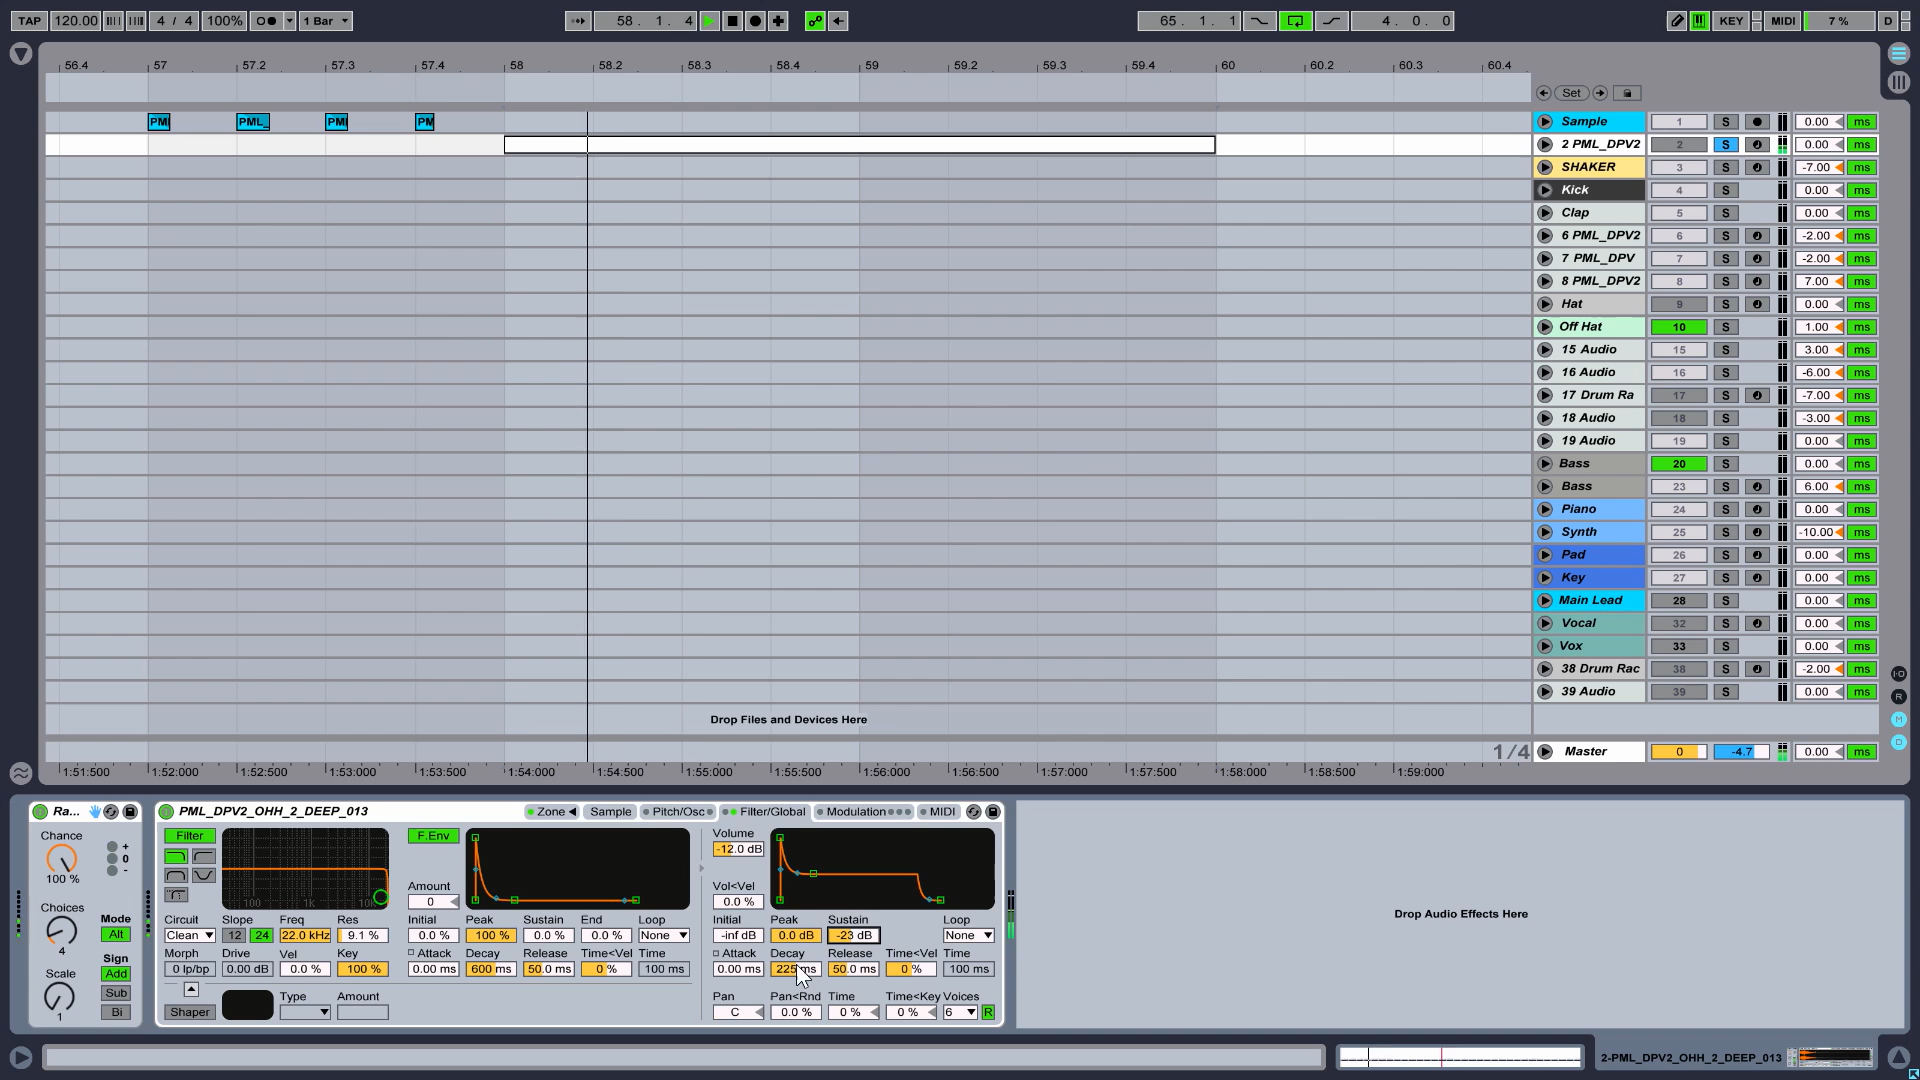 TAP 120.00 4 / 4 100% 1 Bar 58 . 1 . 4 65 . 1 . 1 4 . 0 . 0 KEY MIDI 7 % D
56.4 57 57.2 57.3 57.4 58 58.2 58.3 58.4 59 59.2 59.3 59.4 60 60.2 60.3 60.4
Set
PM PML_ PM PM Sample 1 S 0.00 ms
2 PML_DPV2 2 S 0.00 ms
SHAKER 3 S -7.00 ms
Kick 4 S 0.00 ms
Clap 5 S 0.00 ms
6 PML_DPV2 6 S -2.00 ms
7 PML_DPV 7 S -2.00 ms
8 PML_DPV2 8 S 7.00 ms
Hat 9 S 0.00 ms
Off Hat 10 S 1.00 ms
15 Audio 15 S 3.00 ms
16 Audio 16 S -6.00 ms
17 Drum Ra 17 S -7.00 ms
18 Audio 18 S -3.00 ms
19 Audio 19 S 0.00 ms
Bass 20 S 0.00 ms
Bass 23 S 6.00 ms
Piano 24 S 0.00 ms
Synth 25 S -10.00 ms
Pad 26 S 0.00 ms
Key 27 S 0.00 ms
Main Lead 28 S 0.00 ms
Vocal 32 S 0.00 ms
Vox 33 S 0.00 ms
38 Drum Rac 38 S -2.00 ms
39 Audio 39 S 0.00 ms
Drop Files and Devices Here
1/4 Master 0 -4.7 0.00 ms
1:51:500 1:52:000 1:52:500 1:53:000 1:53:500 1:54:000 1:54:500 1:55:000 1:55:500 1:56:000 1:56:500 1:57:000 1:57:500 1:58:000 1:58:500 1:59:000
Ra...
Chance
+
0
-
100 %
Choices
4
Mode
Alt
Sign
Add
Sub
Bi
Scale
1
PML_DPV2_OHH_2_DEEP_013 Zone Sample Pitch/Osc Filter/Global Modulation MIDI
Filter F.Env Volume
-12.0 dB
Amount Vol<Vel
100 1k 10k 0 0.0 %
Circuit Slope Freq Res Initial Peak Sustain End Loop Initial Peak Sustain Loop
Clean 12 24 22.0 kHz 9.1 % 0.0 % 100 % 0.0 % 0.0 % None -inf dB 0.0 dB -23 dB None
Morph Drive Vel Key Attack Decay Release Time<Vel Time Attack Decay Release Time<Vel Time
0 lp/bp 0.00 dB 0.0 % 100 % 0.00 ms 600 ms 50.0 ms 0 % 100 ms 0.00 ms 225 ms 50.0 ms 0 % 100 ms
Type Amount Pan Pan<Rnd Time Time<Key Voices
Shaper C 0.0 % 0 % 0 % 6 R
Drop Audio Effects Here
2-PML_DPV2_OHH_2_DEEP_013